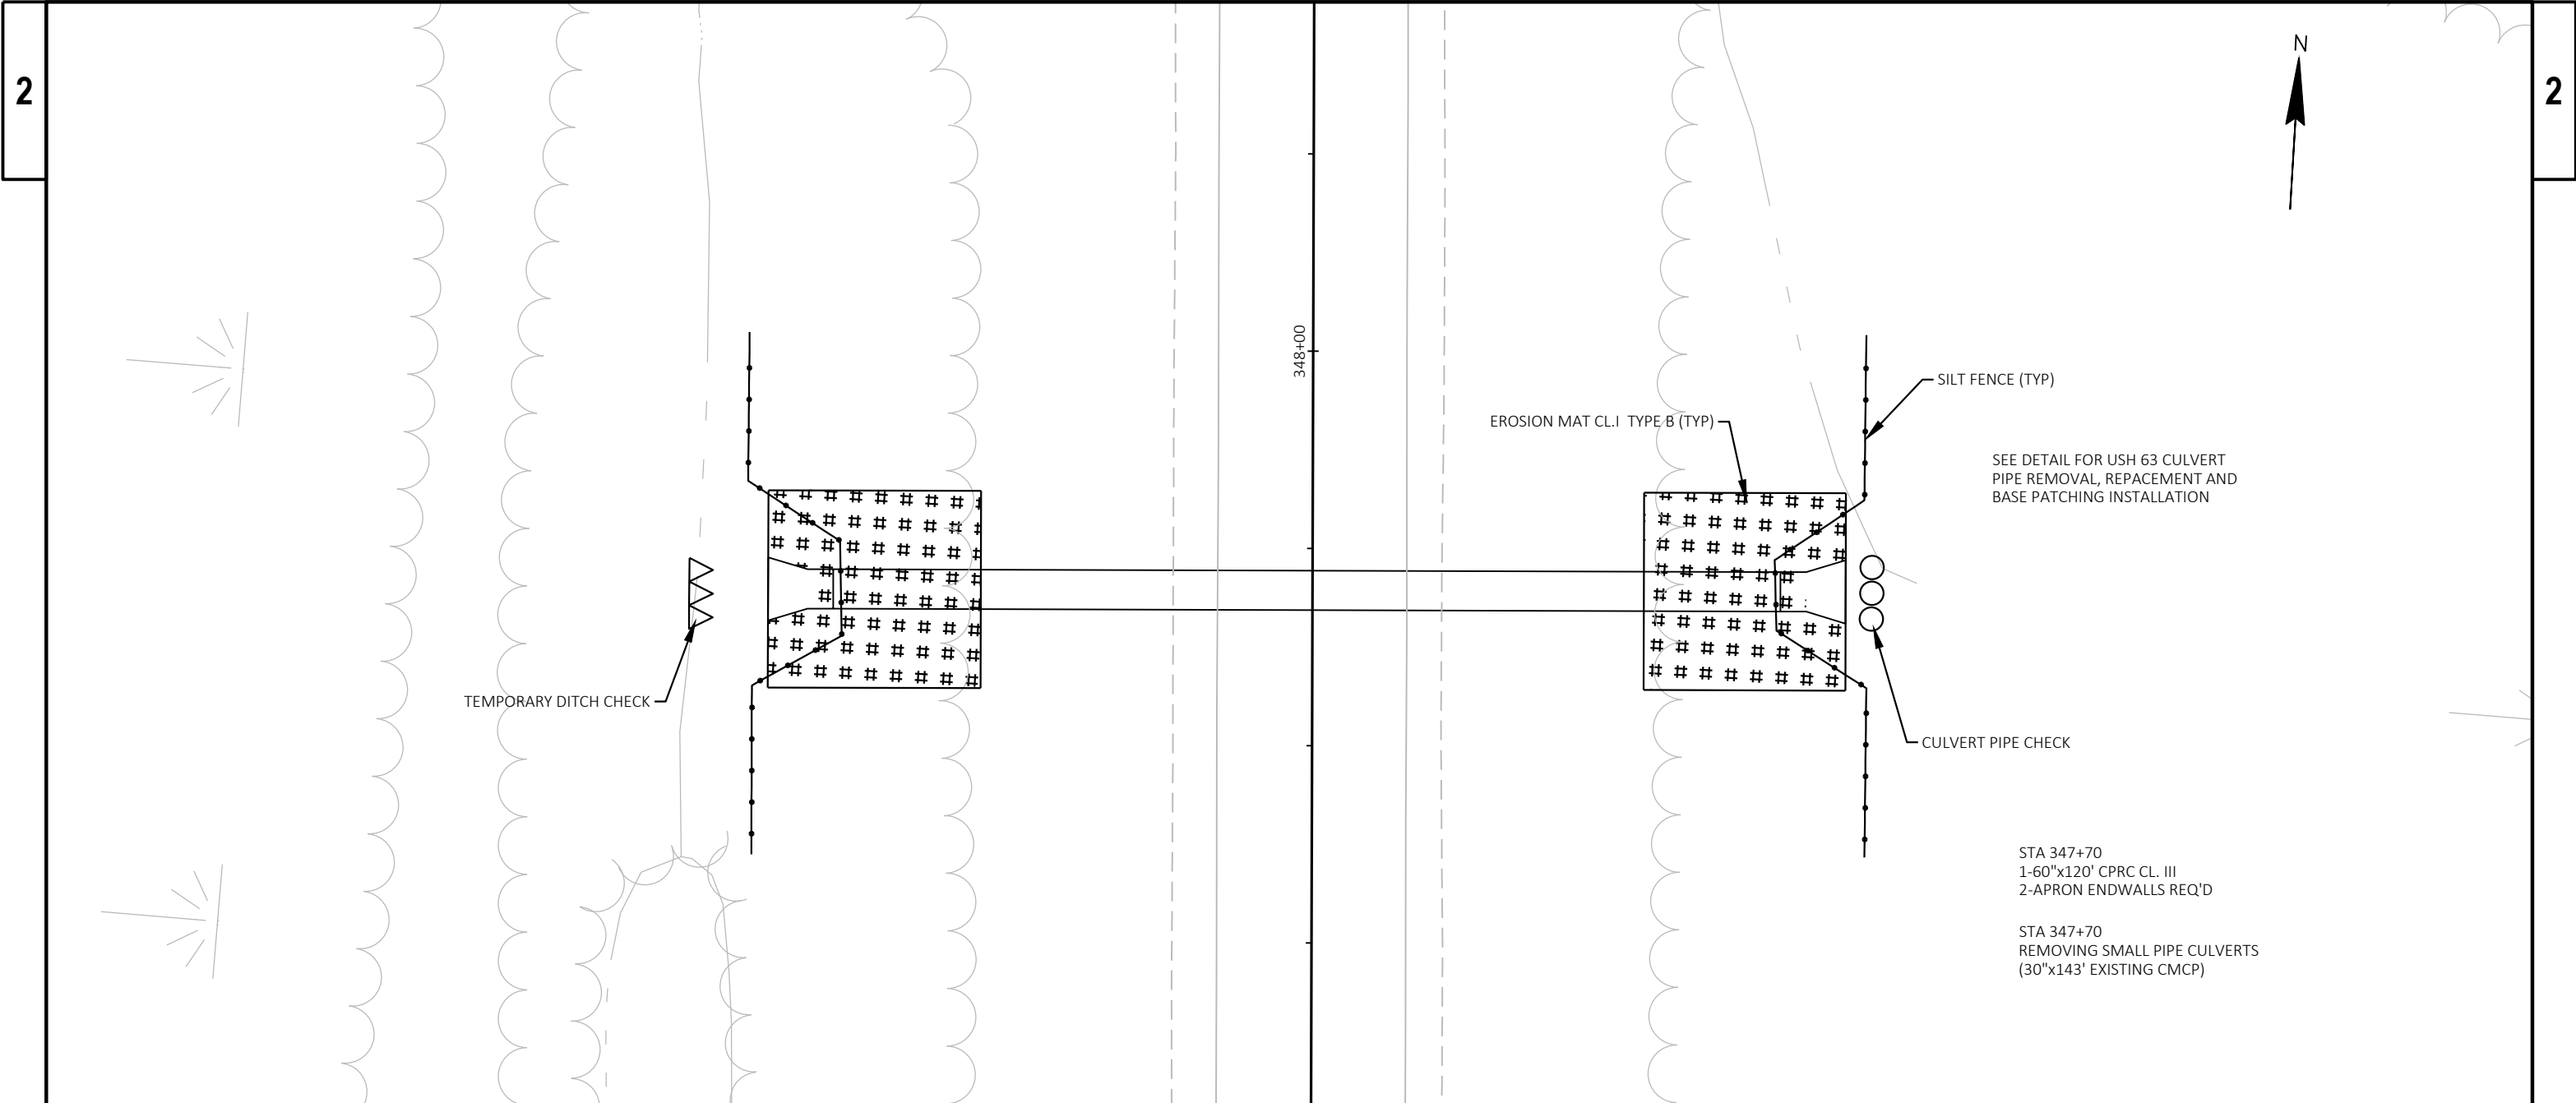 2
2
N
348+00
SILT FENCE (TYP)
EROSION MAT CL.I  TYPE B (TYP)
SEE DETAIL FOR USH 63 CULVERT
PIPE REMOVAL, REPACEMENT AND
BASE PATCHING INSTALLATION
TEMPORARY DITCH CHECK
CULVERT PIPE CHECK
STA 347+70
1-60"x120' CPRC CL. III
2-APRON ENDWALLS REQ'D
STA 347+70
REMOVING SMALL PIPE CULVERTS
(30"x143' EXISTING CMCP)